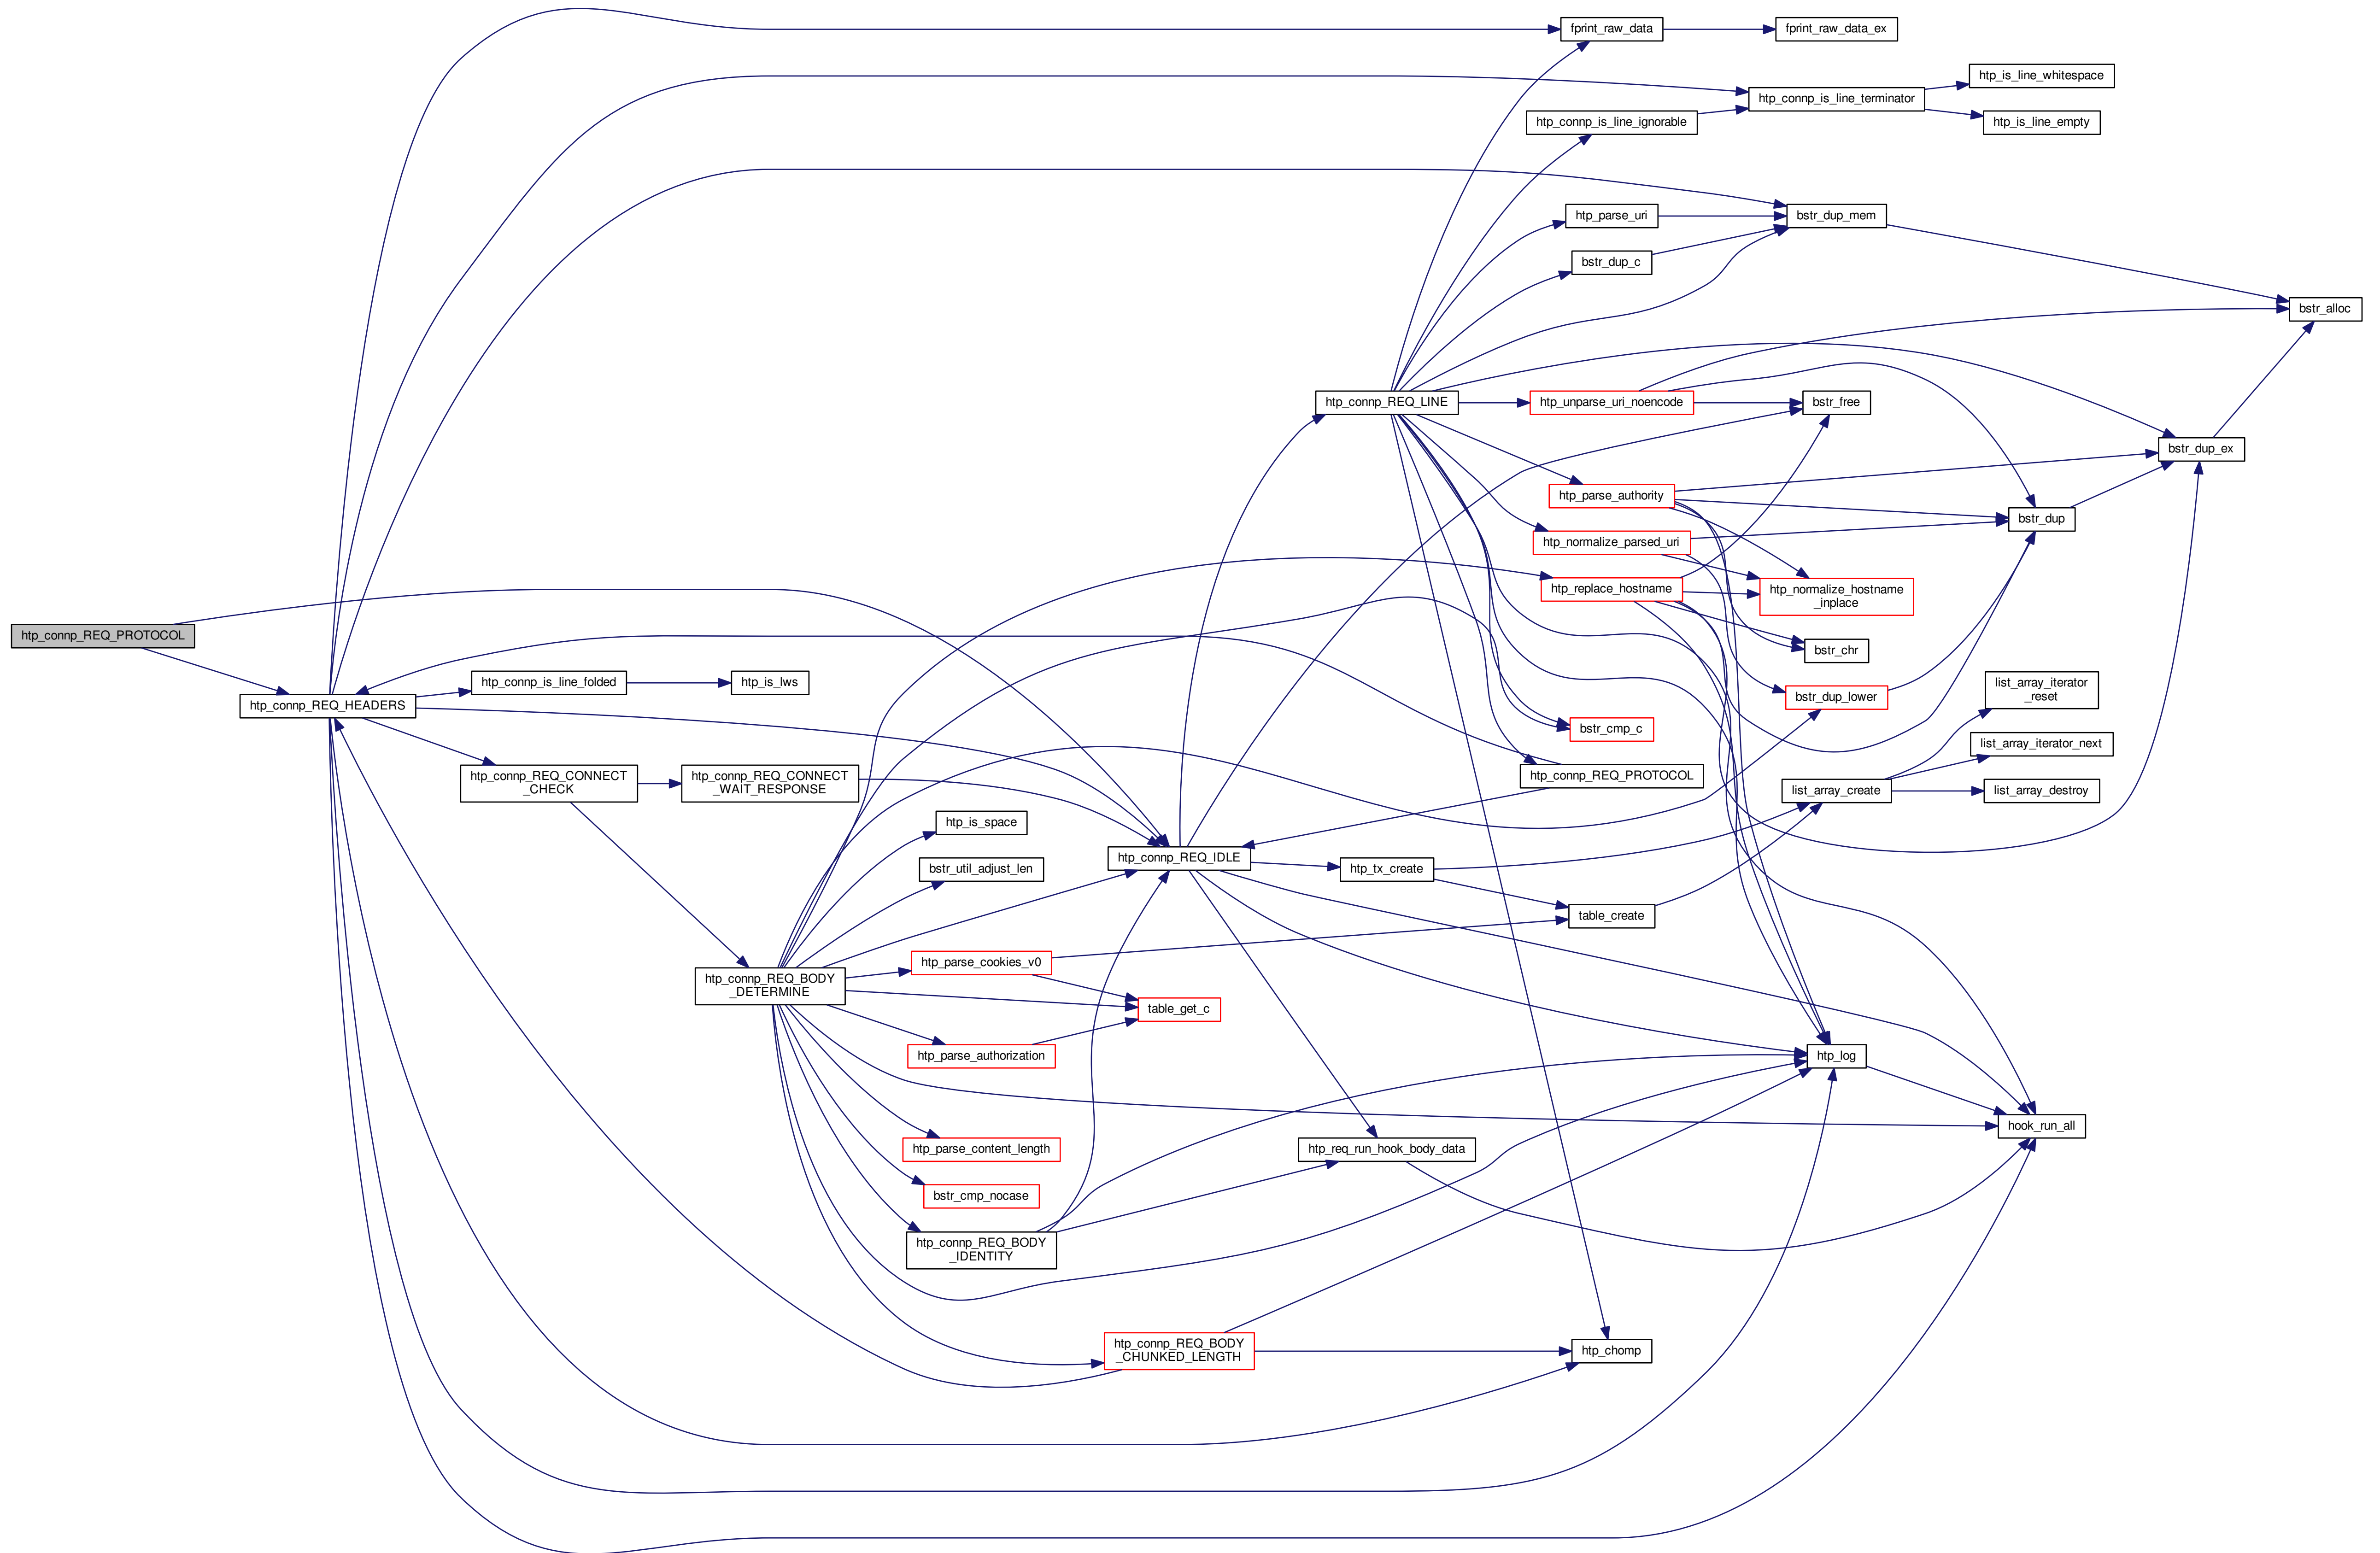 fprint_raw_data
fprint_raw_data_ex
htp_is_line_whitespace
htp_connp_is_line_terminator
htp_connp_is_line_ignorable
htp_is_line_empty
htp_parse_uri
bstr_dup_mem
bstr_dup_c
bstr_alloc
htp_connp_REQ_LINE
htp_unparse_uri_noencode
bstr_free
bstr_dup_ex
htp_parse_authority
bstr_dup
htp_normalize_parsed_uri
htp_replace_hostname
htp_normalize_hostname
_inplace
htp_connp_REQ_PROTOCOL
bstr_chr
htp_connp_is_line_folded
htp_is_lws
list_array_iterator
_reset
bstr_dup_lower
htp_connp_REQ_HEADERS
bstr_cmp_c
list_array_iterator_next
htp_connp_REQ_CONNECT
_CHECK
htp_connp_REQ_CONNECT
_WAIT_RESPONSE
htp_connp_REQ_PROTOCOL
list_array_create
list_array_destroy
htp_is_space
htp_connp_REQ_IDLE
bstr_util_adjust_len
htp_tx_create
table_create
htp_parse_cookies_v0
htp_connp_REQ_BODY
_DETERMINE
table_get_c
htp_parse_authorization
htp_log
hook_run_all
htp_parse_content_length
htp_req_run_hook_body_data
bstr_cmp_nocase
htp_connp_REQ_BODY
_IDENTITY
htp_connp_REQ_BODY
_CHUNKED_LENGTH
htp_chomp